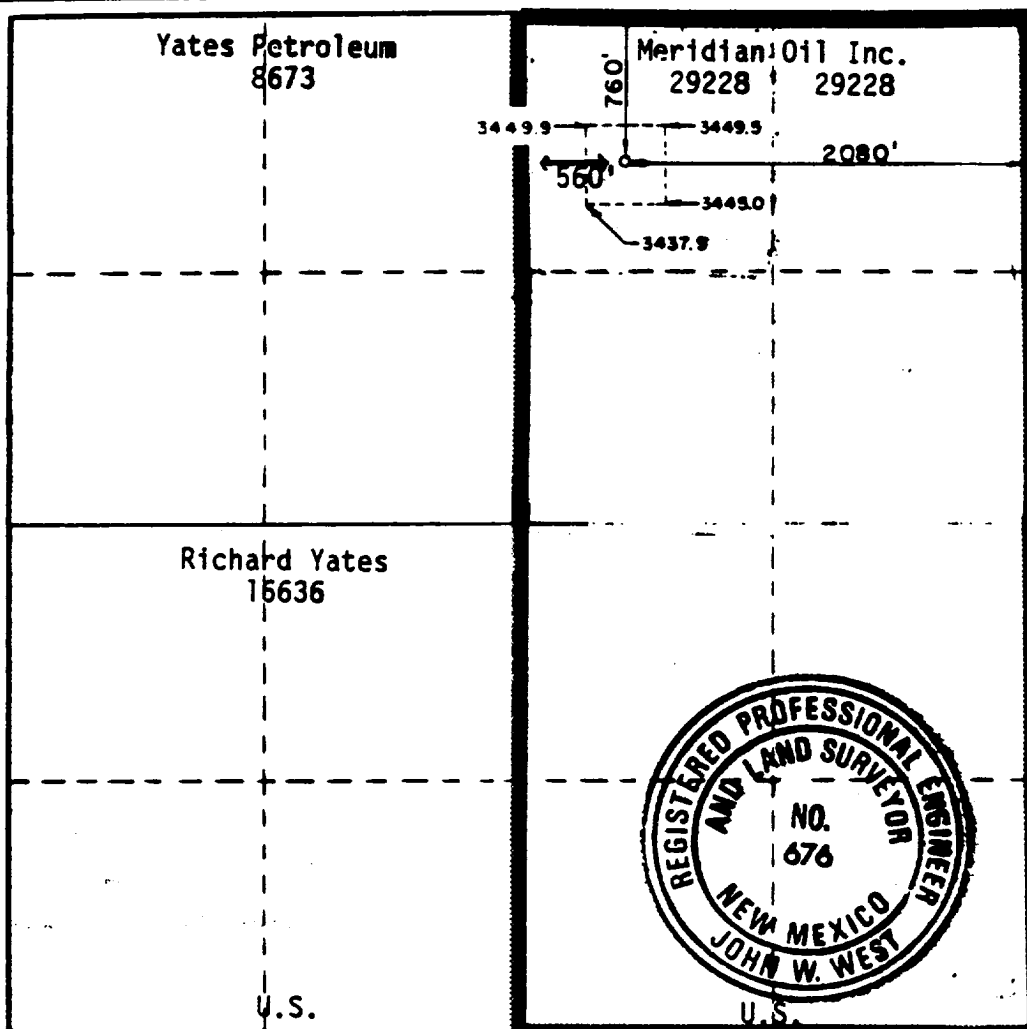 Yates Petroleum
8673
Meridian Oil Inc.
29228 29228
760'
3449.9
3449.5
2080'
560'
3445.0
3437.9
Richard Yates
16636
REGISTERED PROFESSIONAL ENGINEER
AND LAND SURVEYOR
NO.
676
NEW MEXICO
JOHN W. WEST
U.S.
U.S.